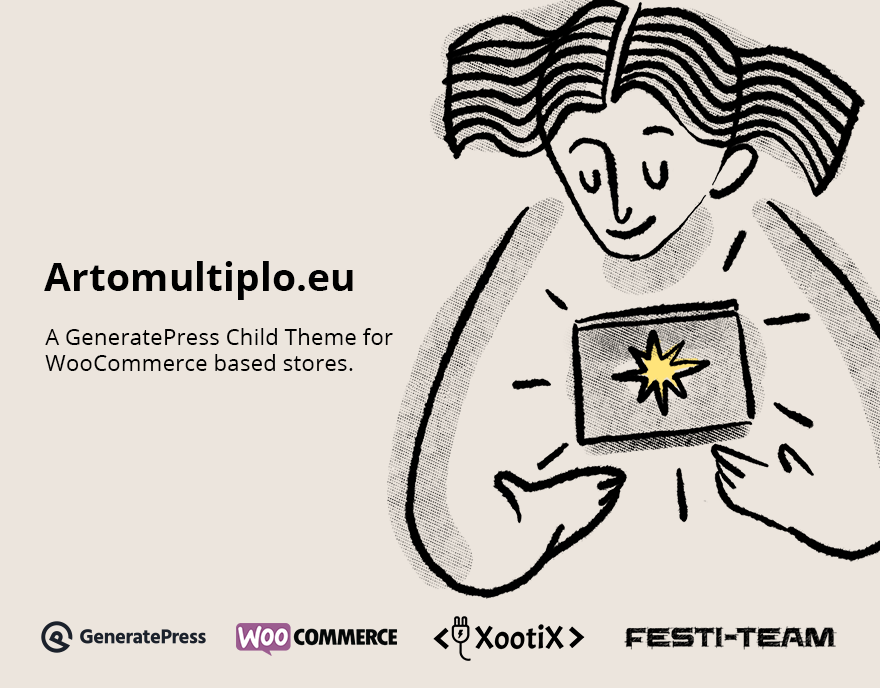 Artomultiplo.eu
A GeneratePress Child Theme for
WooCommerce based stores.
GeneratePress
WOO COMMERCE
<XootiX>
FESTI-TEAM